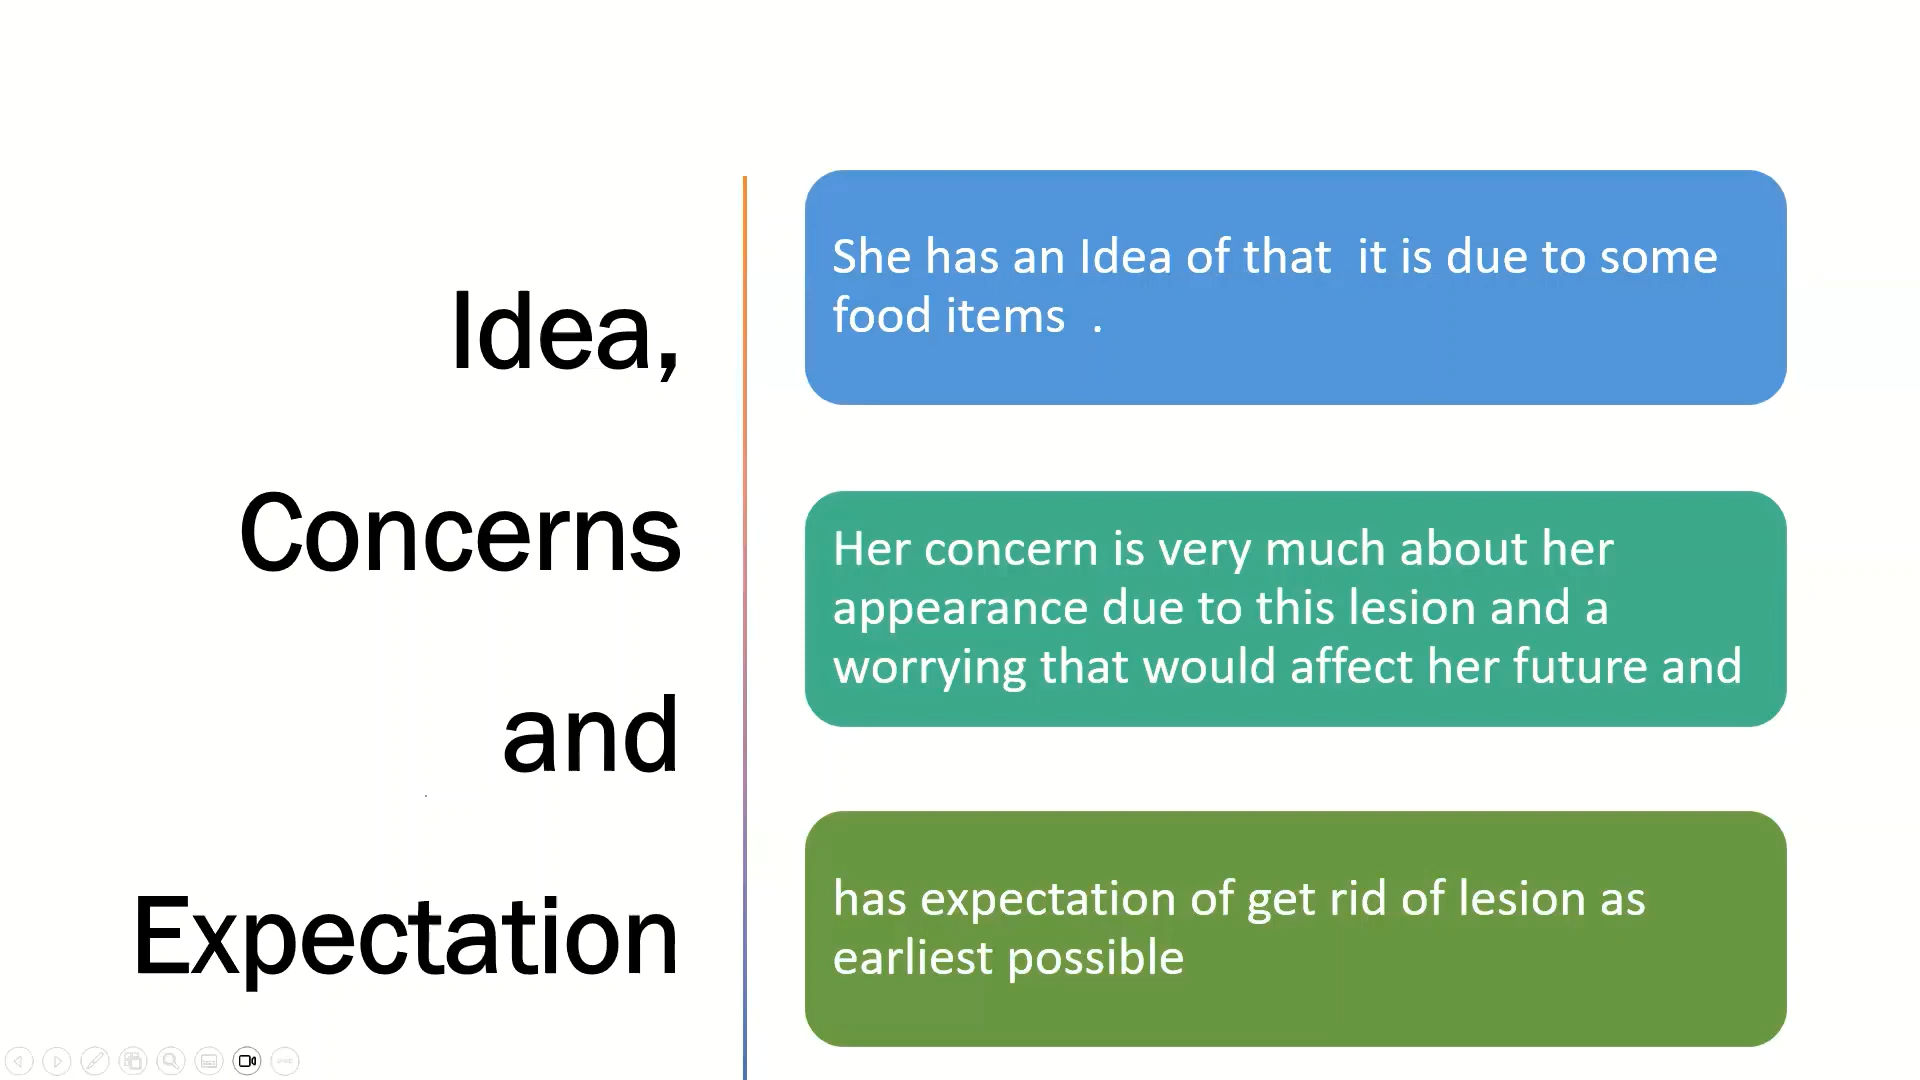 Idea,
Concerns
and
Expectation
She has an Idea of that  it is due to some
food items  .
Her concern is very much about her
appearance due to this lesion and a
worrying that would affect her future and
has expectation of get rid of lesion as
earliest possible